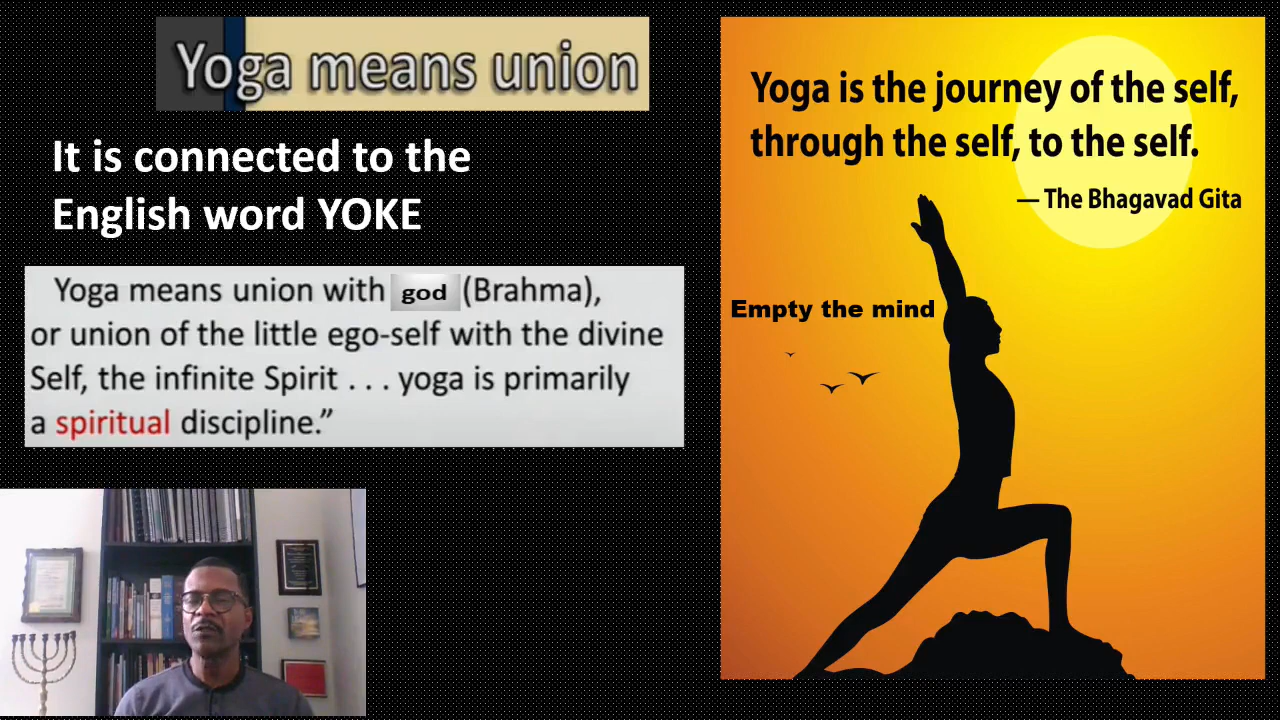 Yoga means union
It is connected to the
English word YOKE
Yoga means union with god (Brahma),
or union of the little ego-self with the divine
Self, the infinite Spirit . . . yoga is primarily
a spiritual discipline.”
Yoga is the journey of the self,
through the self, to the self.
— The Bhagavad Gita
Empty the mind